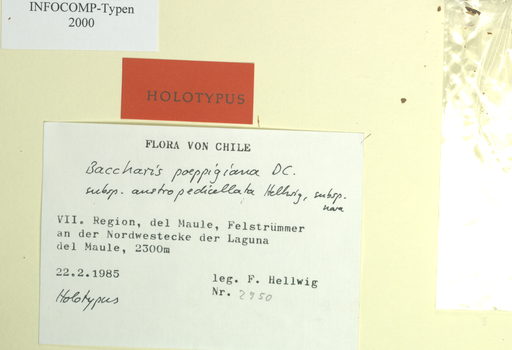 INFOCOMP-Typen
2000
HOLOTYPUS
FLORA VON CHILE
Baccharis poeppigiana DC.
subsp. austropedicellata Hellwig, subsp.
nova
VII. Region, del Maule, Felstrümmer
an der Nordwestecke der Laguna
del Maule, 2300m
22.2.1985
leg. F. Hellwig
Holotypus
Nr. 2950